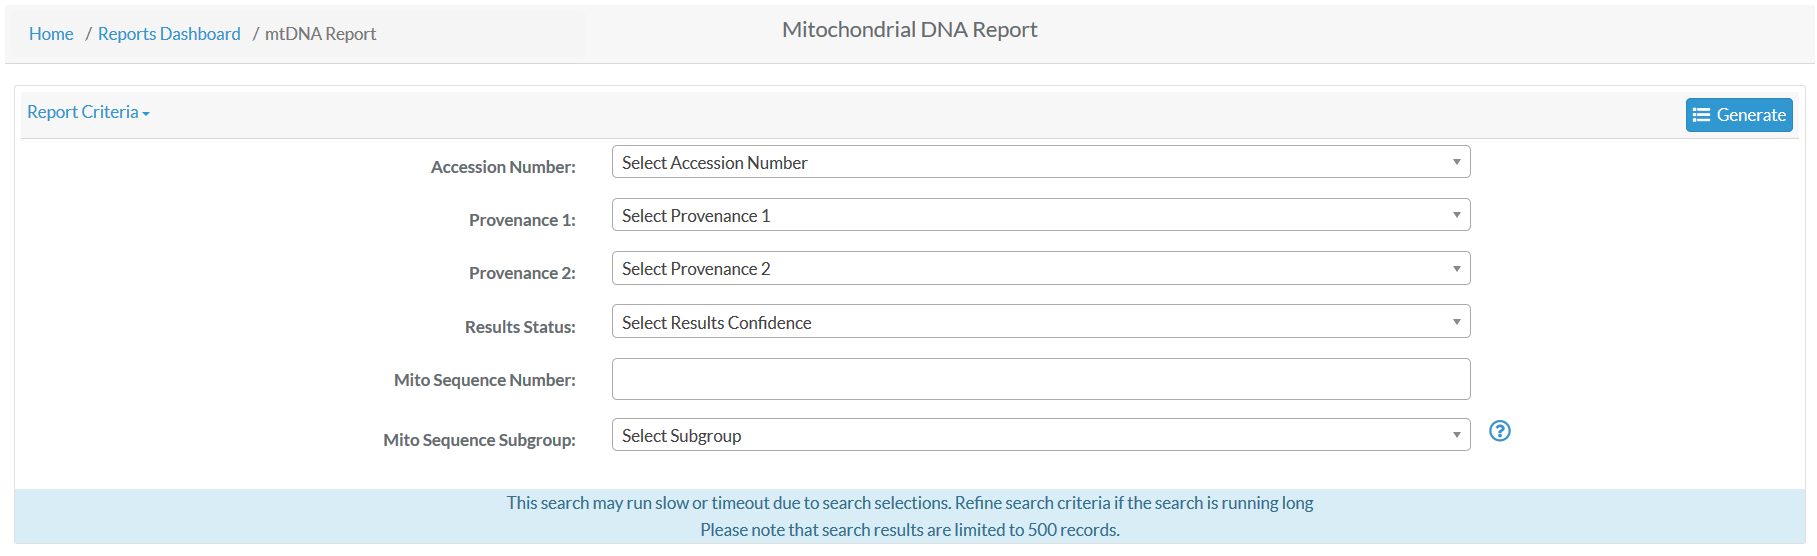 Home / Reports Dashboard / mtDNA Report
Mitochondrial DNA Report
Report Criteria
Generate
Accession Number: Select Accession Number
Provenance 1: Select Provenance 1
Provenance 2: Select Provenance 2
Results Status: Select Results Confidence
Mito Sequence Number:
Mito Sequence Subgroup: Select Subgroup
This search may run slow or timeout due to search selections. Refine search criteria if the search is running long
Please note that search results are limited to 500 records.